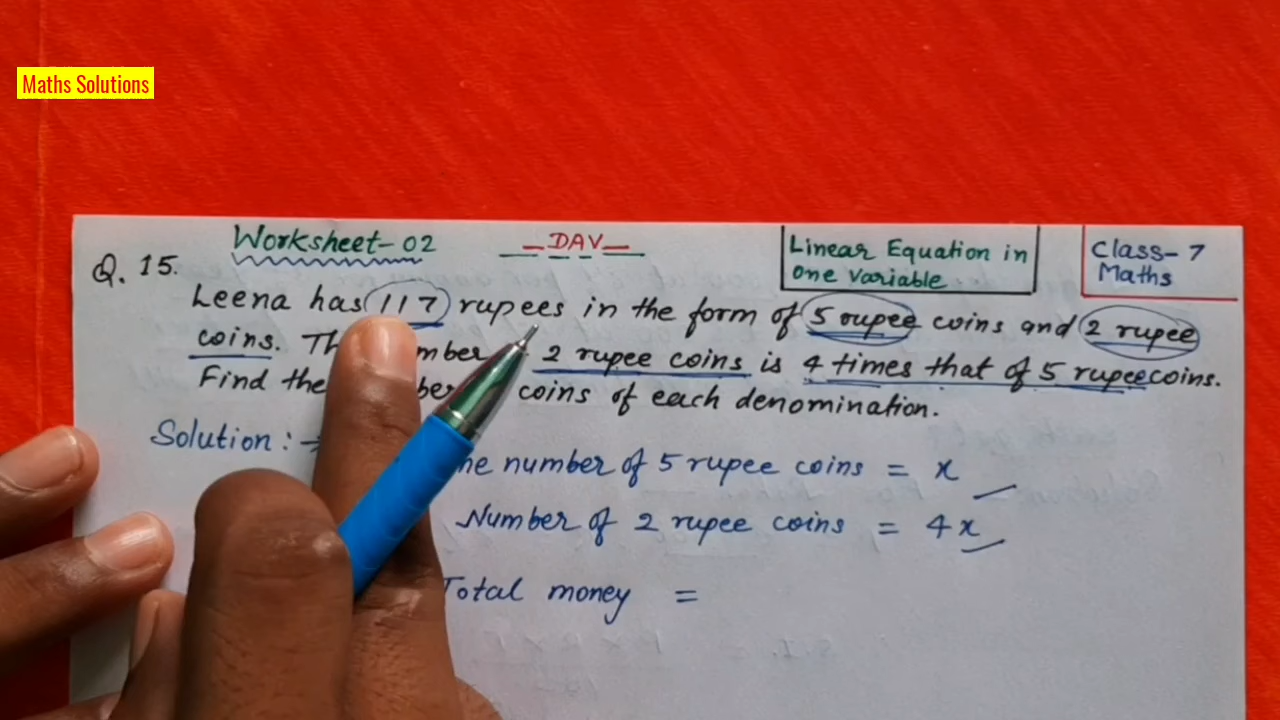 Maths Solutions
Worksheet-02
DAV
Linear Equation in
One Variable
Class-7
Maths
Q. 15.
Leena has 117 rupees in the form of 5 rupee coins and 2 rupee
coins. 2 rupee coins is 4 times that of 5 rupee coins.
Find the coins of each denomination.
Solution:→
number of 5 rupee coins = x
Number of 2 rupee coins = 4x
Total money =